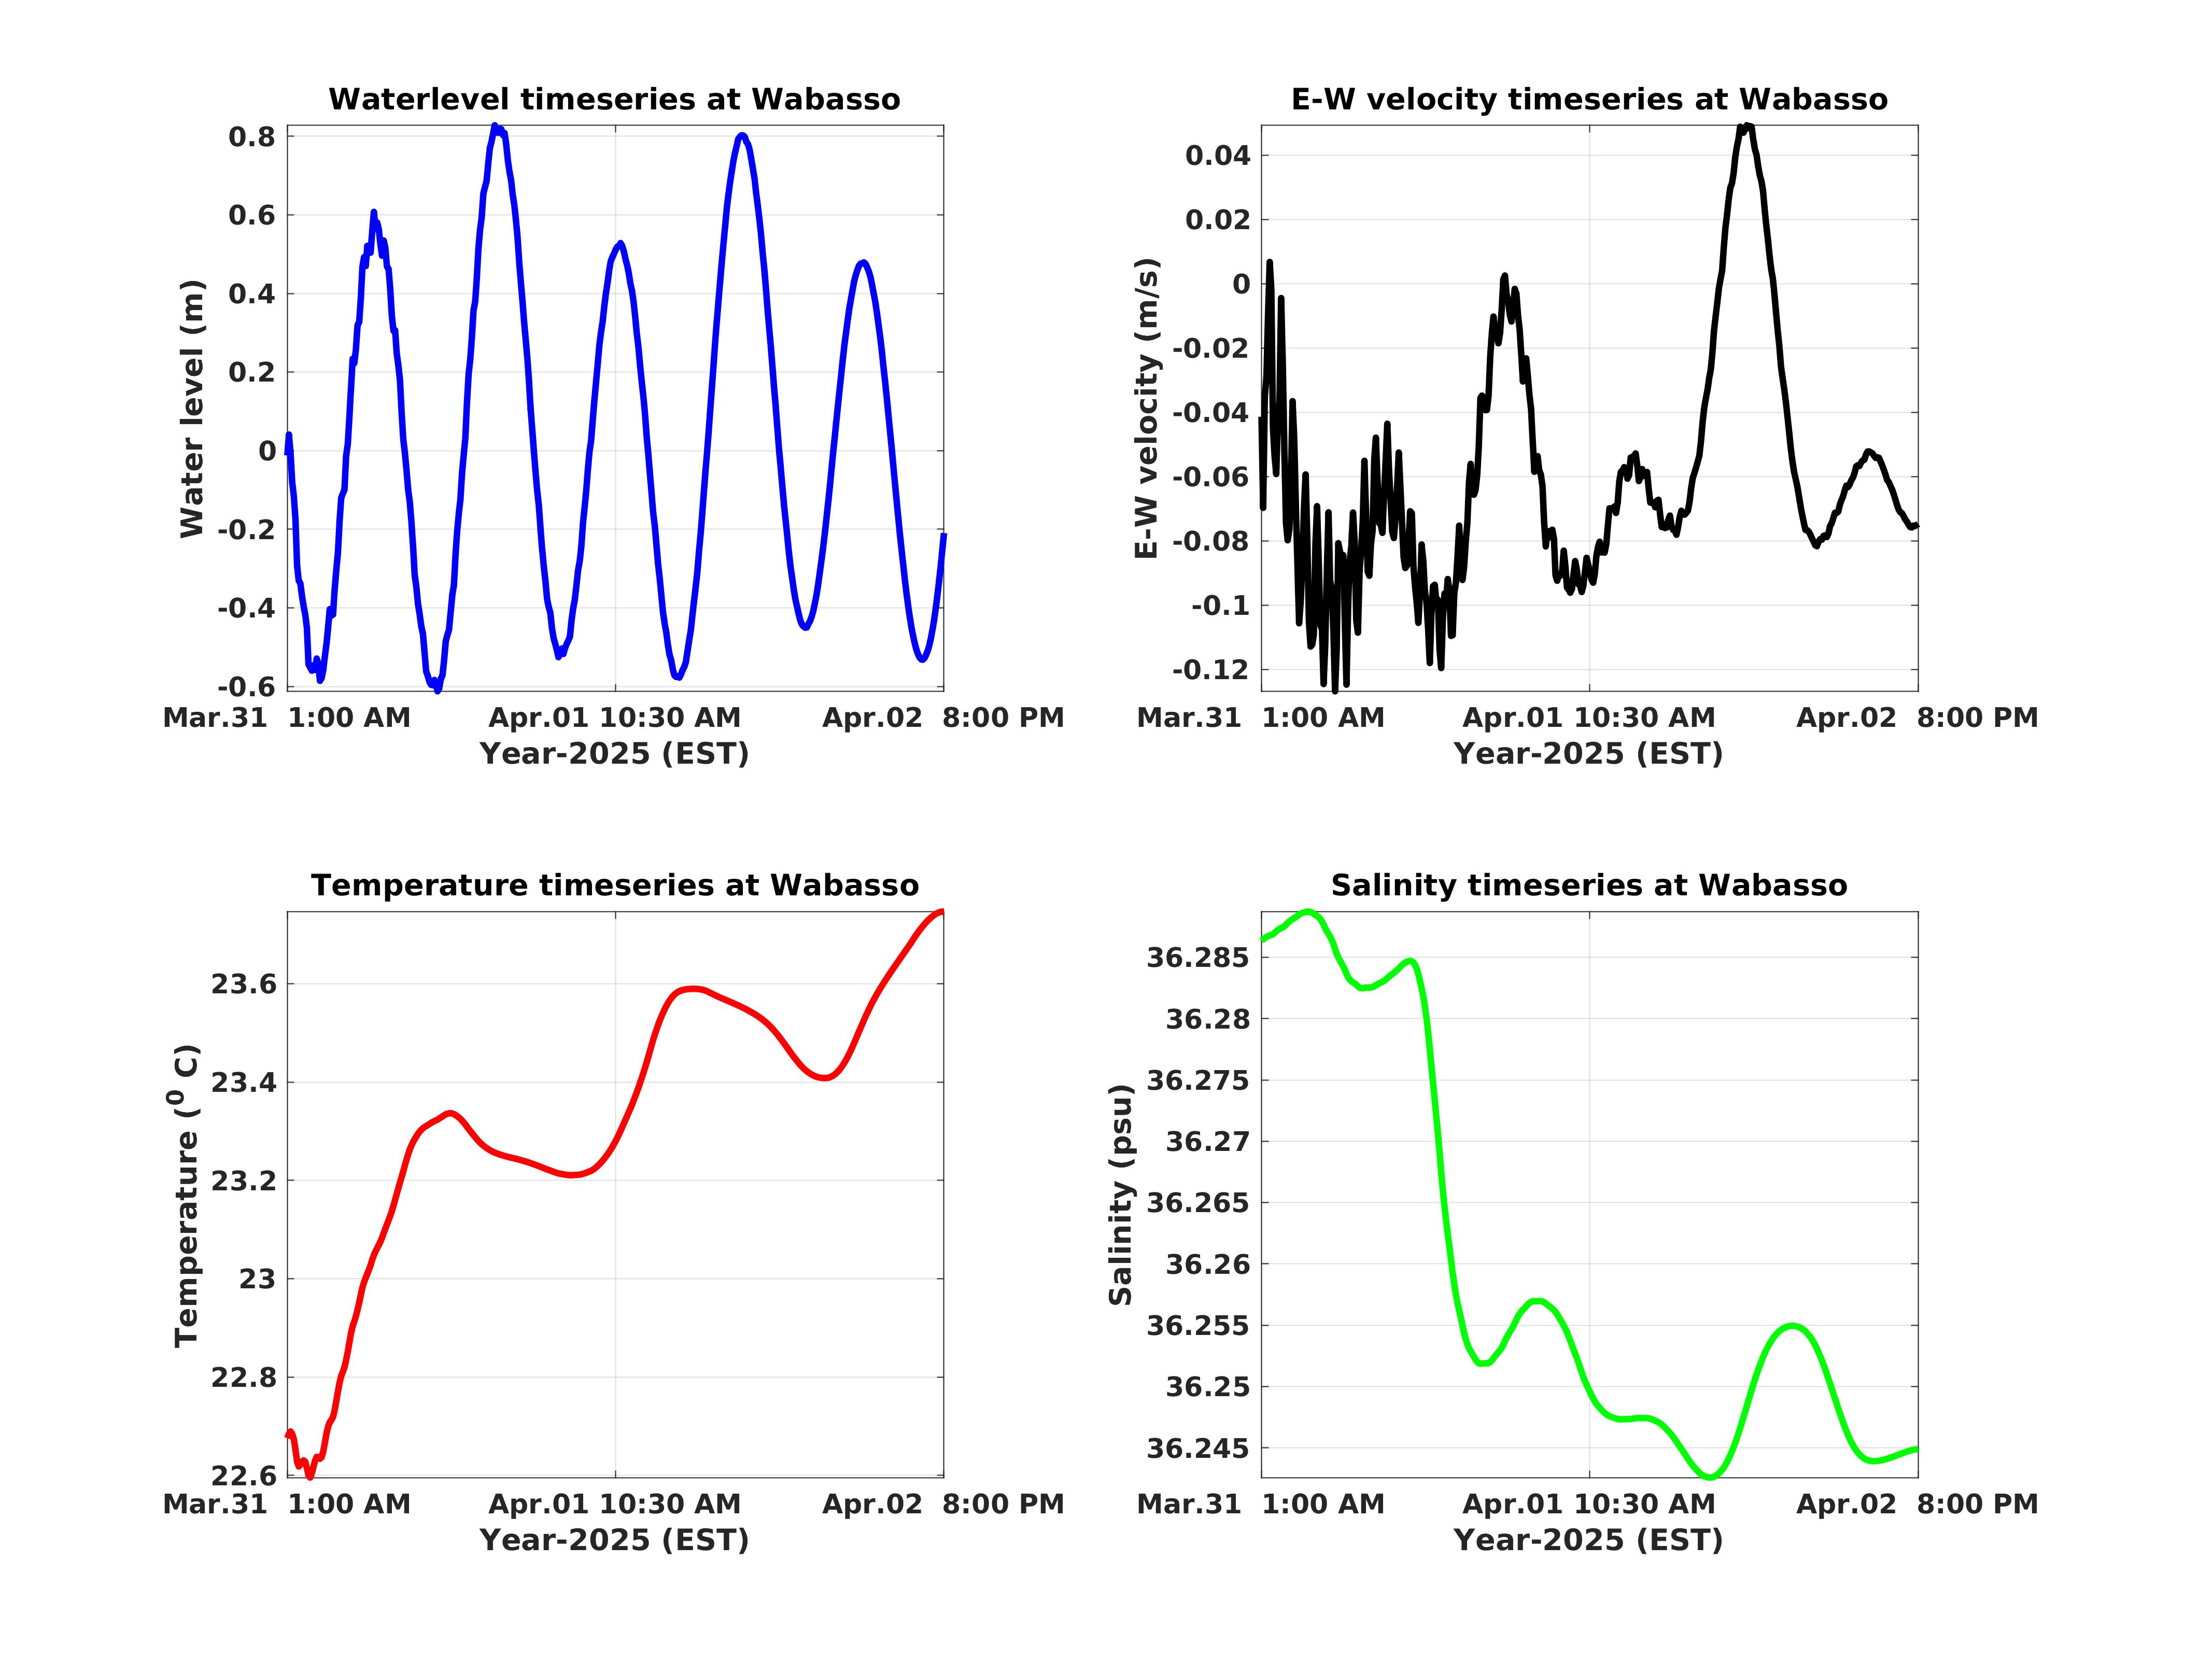 Waterlevel timeseries at Wabasso
0.8
0.6
0.4
0.2
0
-0.2
-0.4
-0.6
Water level (m)
Mar.31 1:00 AM Apr.01 10:30 AM Apr.02 8:00 PM
Year-2025 (EST)
E-W velocity timeseries at Wabasso
0.04
0.02
0
-0.02
-0.04
-0.06
-0.08
-0.1
-0.12
E-W velocity (m/s)
Mar.31 1:00 AM Apr.01 10:30 AM Apr.02 8:00 PM
Year-2025 (EST)
Temperature timeseries at Wabasso
23.6
23.4
23.2
23
22.8
22.6
Temperature (⁰ C)
Mar.31 1:00 AM Apr.01 10:30 AM Apr.02 8:00 PM
Year-2025 (EST)
Salinity timeseries at Wabasso
36.285
36.28
36.275
36.27
36.265
36.26
36.255
36.25
36.245
Salinity (psu)
Mar.31 1:00 AM Apr.01 10:30 AM Apr.02 8:00 PM
Year-2025 (EST)